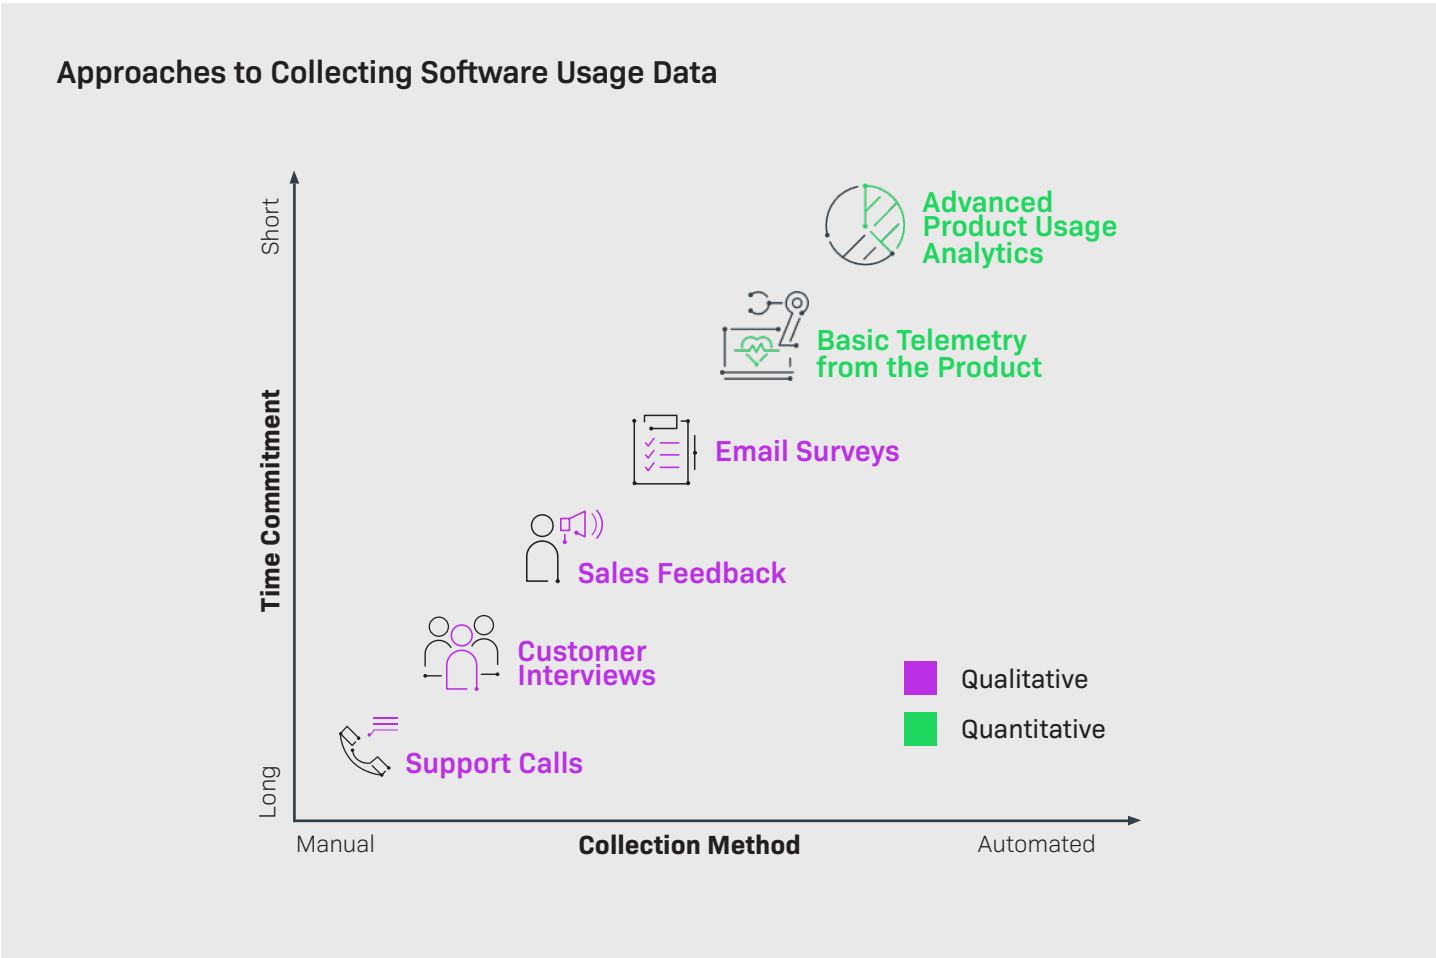 Approaches to Collecting Software Usage Data
Short
Advanced
Product Usage
Analytics
Basic Telemetry
from the Product
Time Commitment
Email Surveys
Sales Feedback
Customer
Interviews
Qualitative
Quantitative
Support Calls
Long
Manual
Collection Method
Automated